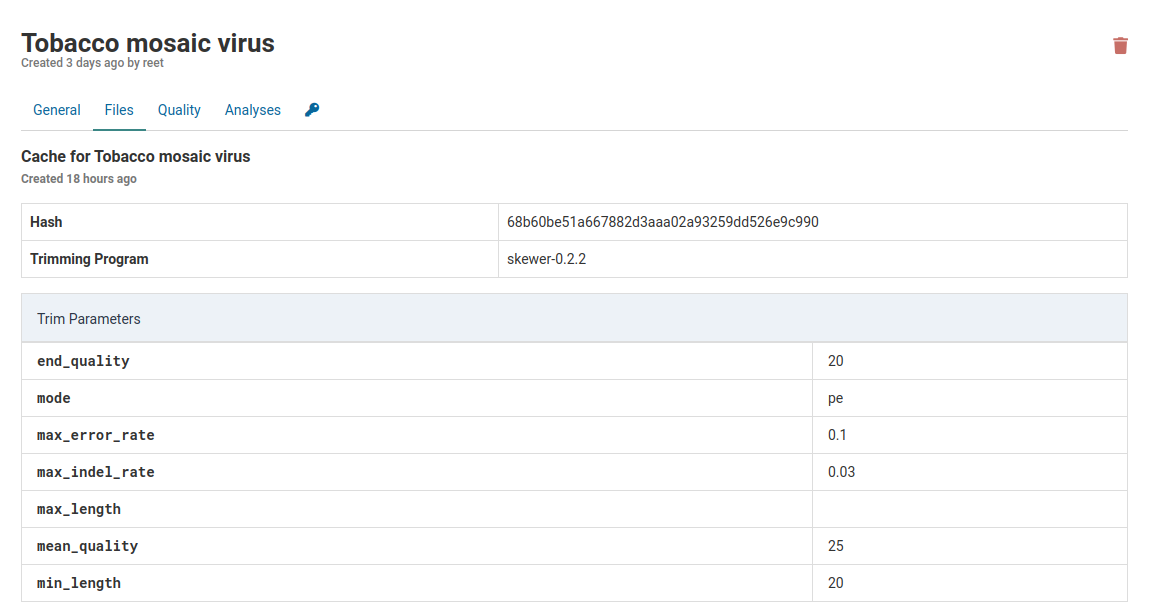 Tobacco mosaic virus
Created 3 days ago by reet
General Files Quality Analyses
Cache for Tobacco mosaic virus
Created 18 hours ago
Hash 68b60be51a667882d3aaa02a93259dd526e9c990
Trimming Program skewer-0.2.2
Trim Parameters
end_quality 20
mode pe
max_error_rate 0.1
max_indel_rate 0.03
max_length
mean_quality 25
min_length 20